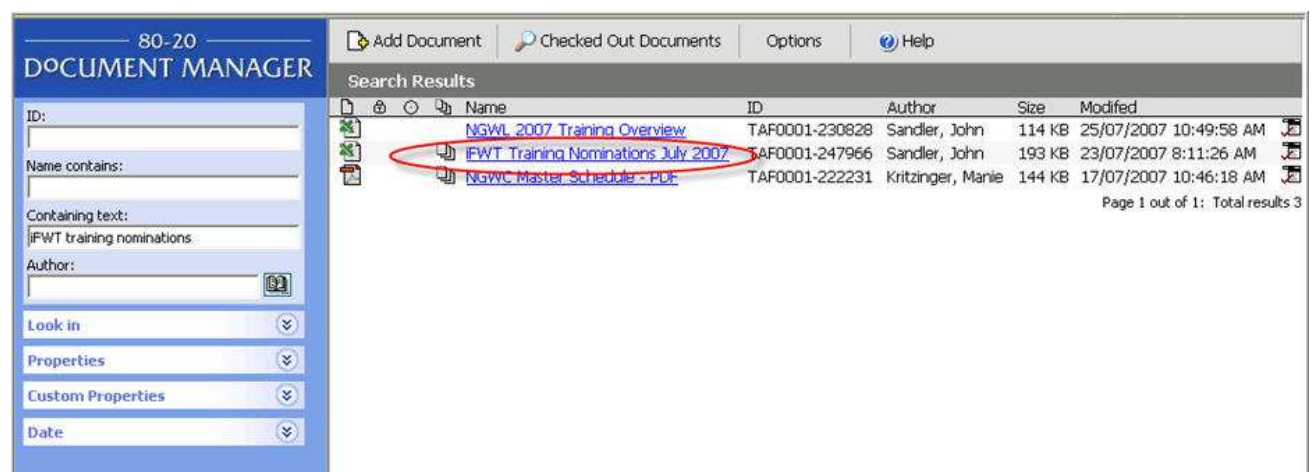 80-20
DOCUMENT MANAGER
Add Document Checked Out Documents Options Help
Search Results
ID:
Name contains:
Containing text:
iFWT training nominations
Author:
Look in
Properties
Custom Properties
Date
Name ID Author Size Modifed
NGWL 2007 Training Overview TAF0001-230828 Sandler, John 114 KB 25/07/2007 10:49:58 AM
iFWT Training Nominations July 2007 TAF0001-247966 Sandler, John 193 KB 23/07/2007 8:11:26 AM
NGWC Master Schedule - PDF TAF0001-222231 Kritzinger, Manie 144 KB 17/07/2007 10:46:18 AM
Page 1 out of 1: Total results 3